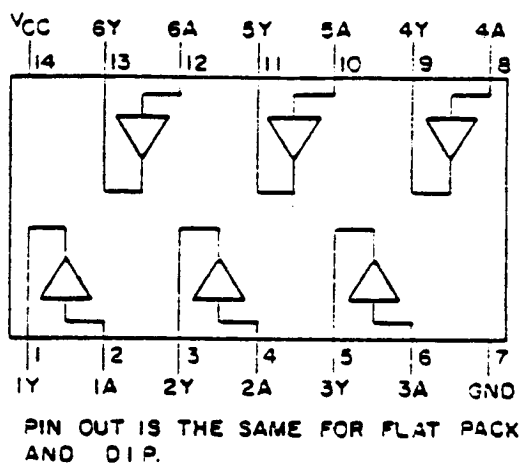 VCC 6Y 6A 5Y 5A 4Y 4A
14 13 12 11 10 9 8
1 2 3 4 5 6 7
1Y 1A 2Y 2A 3Y 3A GND
PIN OUT IS THE SAME FOR FLAT PACK
AND DIP.